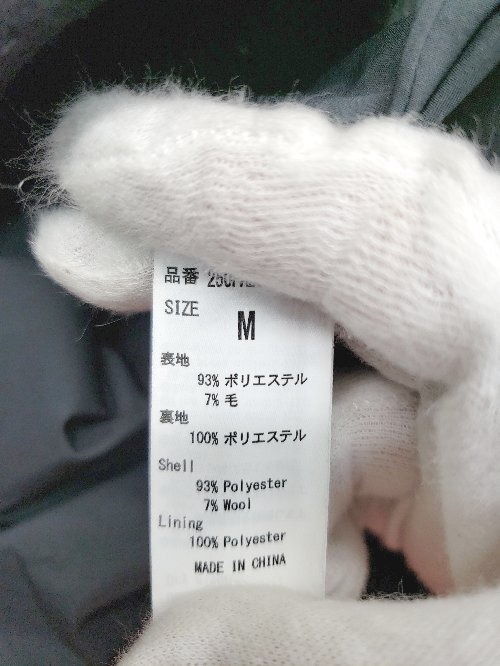 品番
SIZE
M
表地
93% ポリエステル
7% 毛
裏地
100% ポリエステル
Shell
93% Polyester
7% Wool
Lining
100% Polyester
MADE IN CHINA